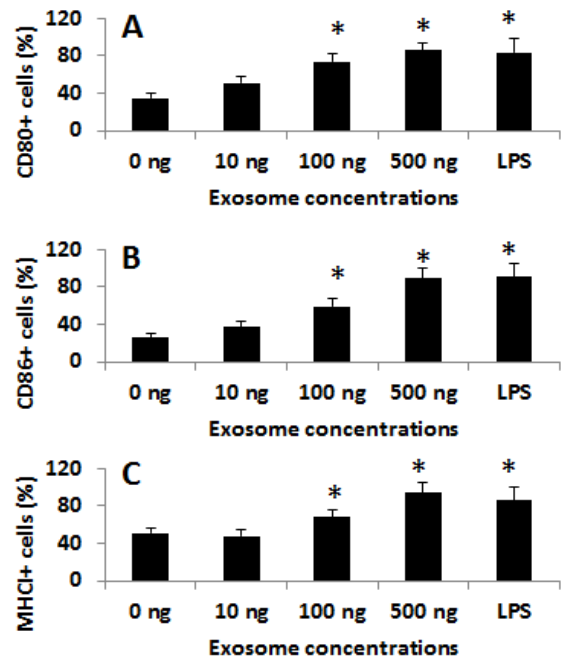 A
120
80
40
0
CD80+ cells (%)
* * *
0 ng 10 ng 100 ng 500 ng LPS
Exosome concentrations
B
120
80
40
0
CD86+ cells (%)
* * *
0 ng 10 ng 100 ng 500 ng LPS
Exosome concentrations
C
120
80
40
0
MHCI+ cells (%)
* * *
0 ng 10 ng 100 ng 500 ng LPS
Exosome concentrations